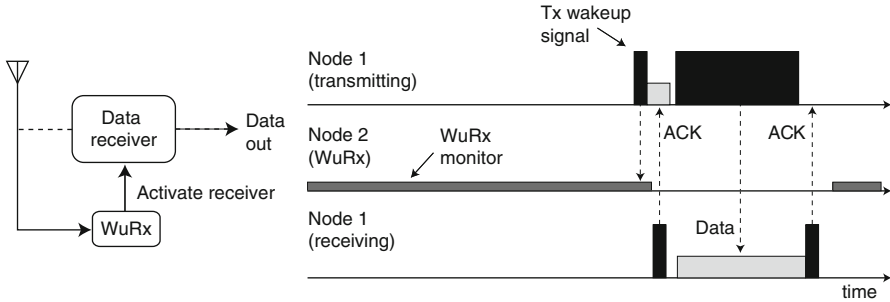 Data
receiver
Data
out
Activate receiver
WuRx
Tx wakeup
signal
Node 1
(transmitting)
ACK
ACK
Node 2
(WuRx)
WuRx
monitor
Node 1
(receiving)
Data
time